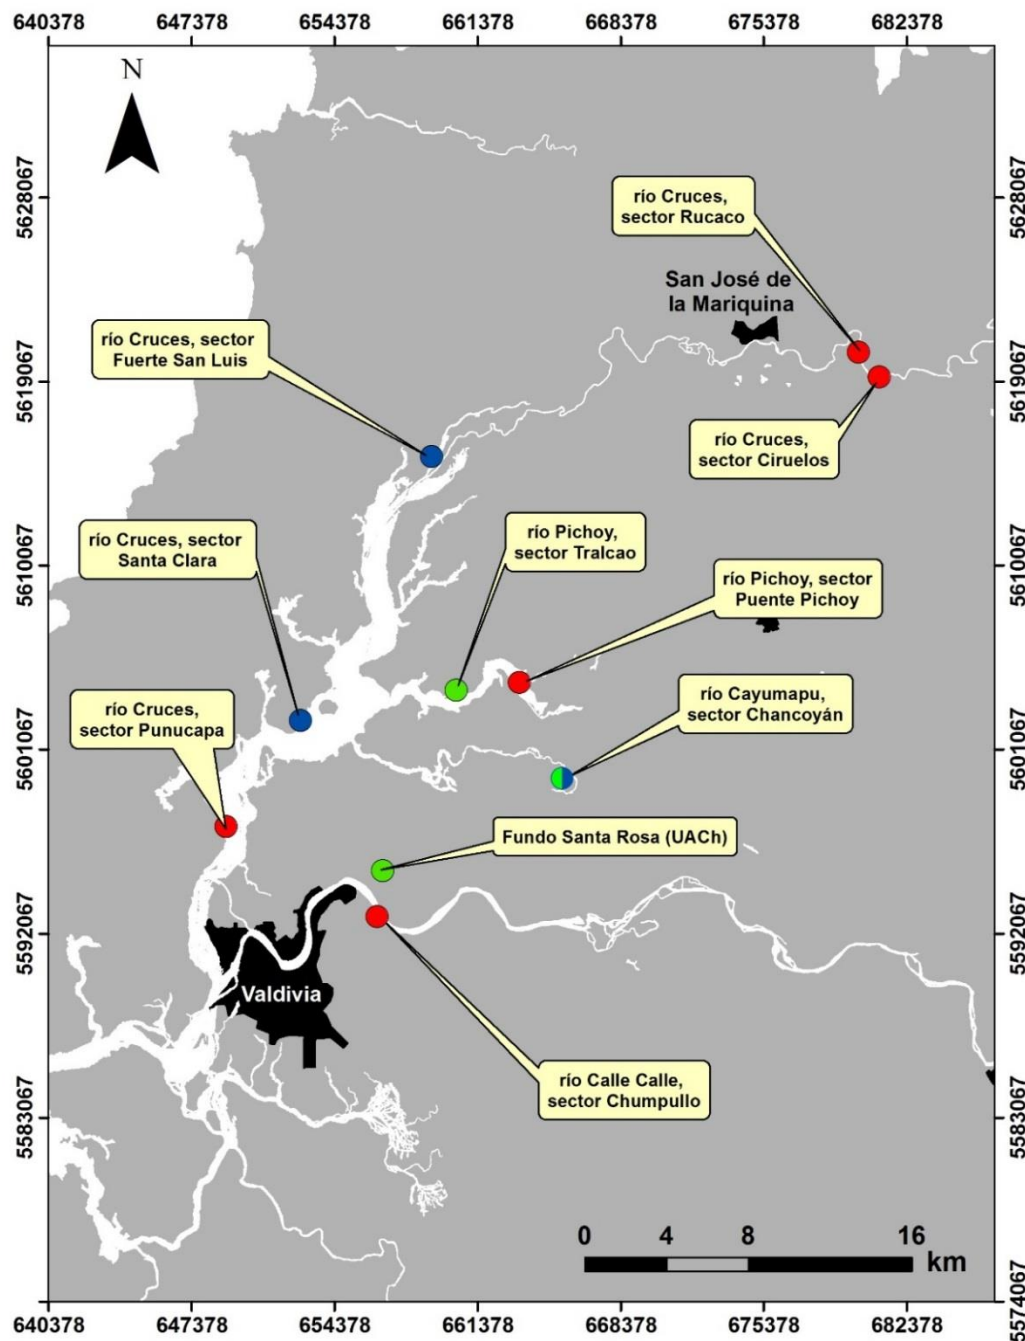 640378 647378 654378 661378 668378 675378 682378
N
5628067
5628067
río Cruces,
sector Rucaco
San José de
la Mariquina
río Cruces, sector
Fuerte San Luis
5619067
5619067
río Cruces,
sector Ciruelos
río Cruces, sector
Santa Clara
río Pichoy,
sector Tralcao
5610067
5610067
río Pichoy, sector
Puente Pichoy
río Cruces,
sector Punucapa
río Cayumapu,
sector Chancoyán
5601067
5601067
Fundo Santa Rosa (UACh)
5592067
5592067
Valdivia
río Calle Calle,
sector Chumpullo
5583067
5583067
0 4 8 16
km
5574067
5574067
640378 647378 654378 661378 668378 675378 682378